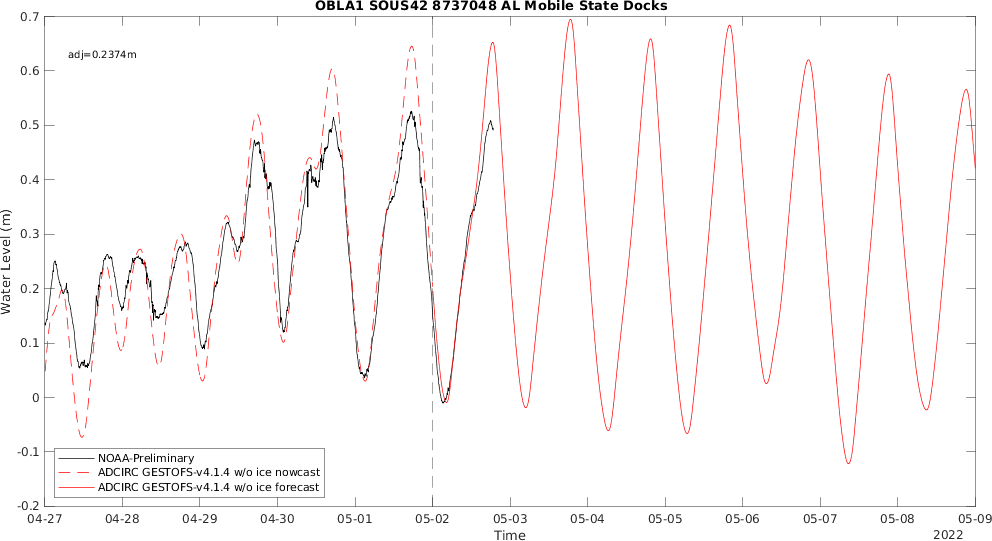 OBLA1 SOUS42 8737048 AL Mobile State Docks
adj=0.2374m
Water Level (m)
0.7
0.6
0.5
0.4
0.3
0.2
0.1
0
-0.1
-0.2
NOAA-Preliminary
ADCIRC GESTOFS-v4.1.4 w/o ice nowcast
ADCIRC GESTOFS-v4.1.4 w/o ice forecast
04-27 04-28 04-29 04-30 05-01 05-02 05-03 05-04 05-05 05-06 05-07 05-08 05-09
Time
2022